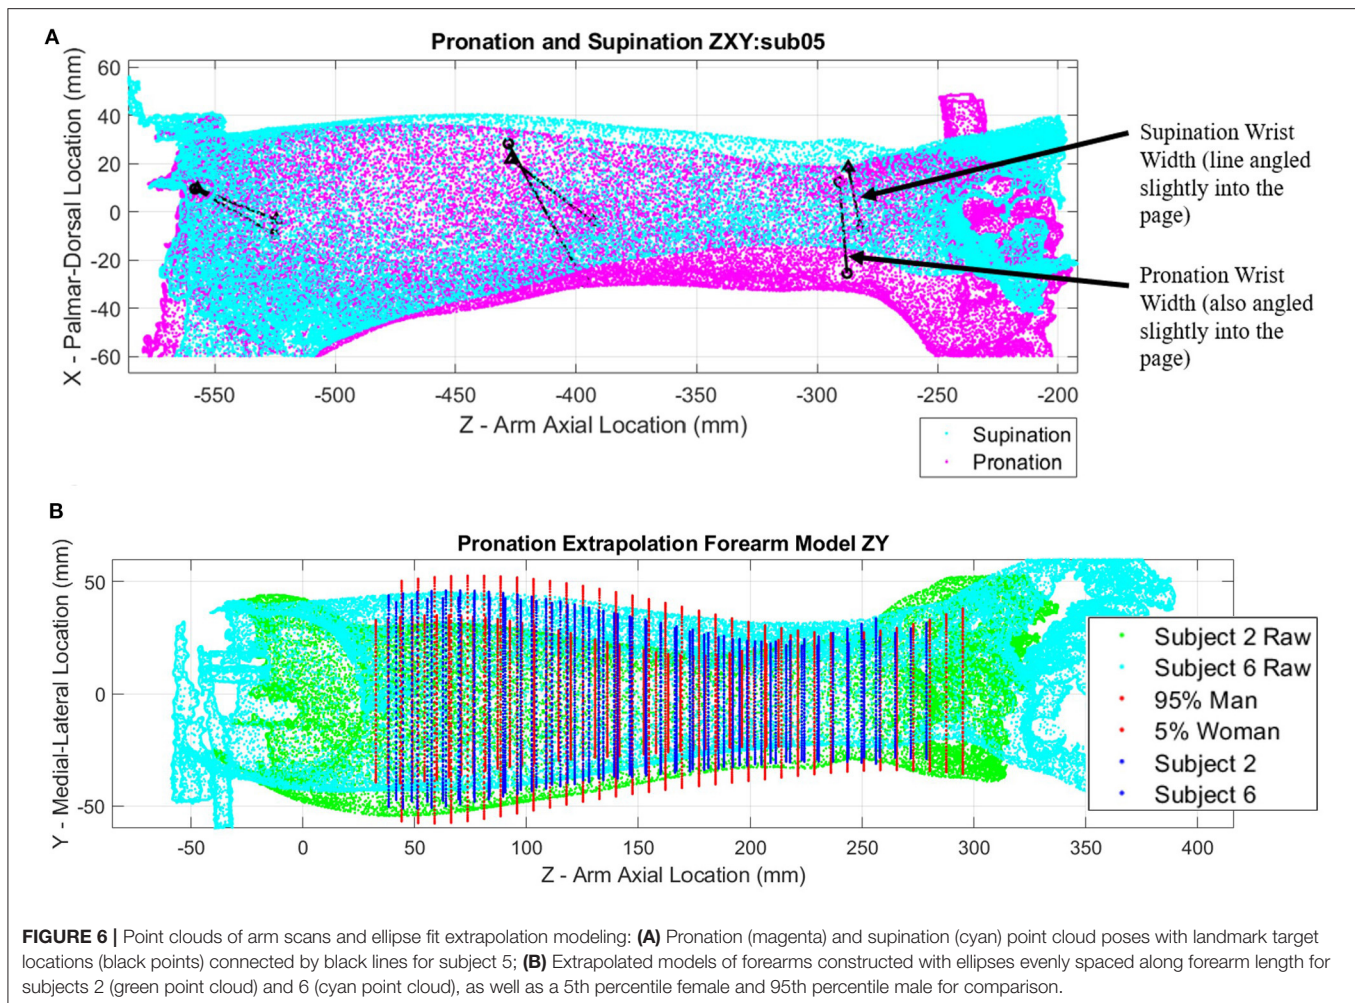 A
Pronation and Supination ZXY:sub05
X - Palmar-Dorsal Location (mm)
60
40
20
0
-20
-40
-60
-550
-500
-450
-400
-350
-300
-250
-200
Z - Arm Axial Location (mm)
Supination Wrist
Width (line angled
slightly into the
page)
Pronation Wrist
Width (also angled
slightly into the
page)
Supination
Pronation
B
Pronation Extrapolation Forearm Model ZY
Y - Medial-Lateral Location (mm)
50
0
-50
-50
0
50
100
150
200
250
300
350
400
Z - Arm Axial Location (mm)
Subject 2 Raw
Subject 6 Raw
95% Man
5% Woman
Subject 2
Subject 6
FIGURE 6 | Point clouds of arm scans and ellipse fit extrapolation modeling: (A) Pronation (magenta) and supination (cyan) point cloud poses with landmark target
locations (black points) connected by black lines for subject 5; (B) Extrapolated models of forearms constructed with ellipses evenly spaced along forearm length for
subjects 2 (green point cloud) and 6 (cyan point cloud), as well as a 5th percentile female and 95th percentile male for comparison.